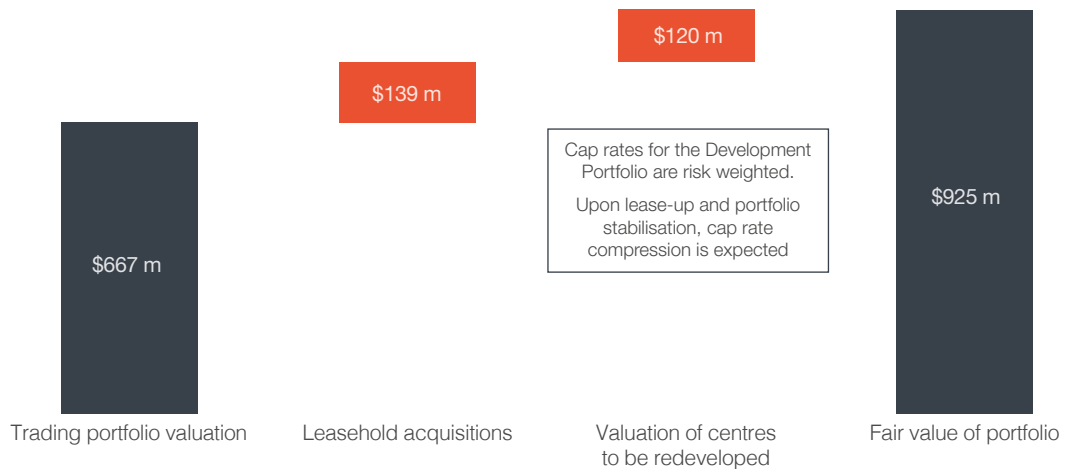 $120 m
$139 m
Cap rates for the Development
Portfolio are risk weighted.
Upon lease-up and portfolio
stabilisation, cap rate
compression is expected
$925 m
$667 m
Trading portfolio valuation
Leasehold acquisitions
Valuation of centres
to be redeveloped
Fair value of portfolio